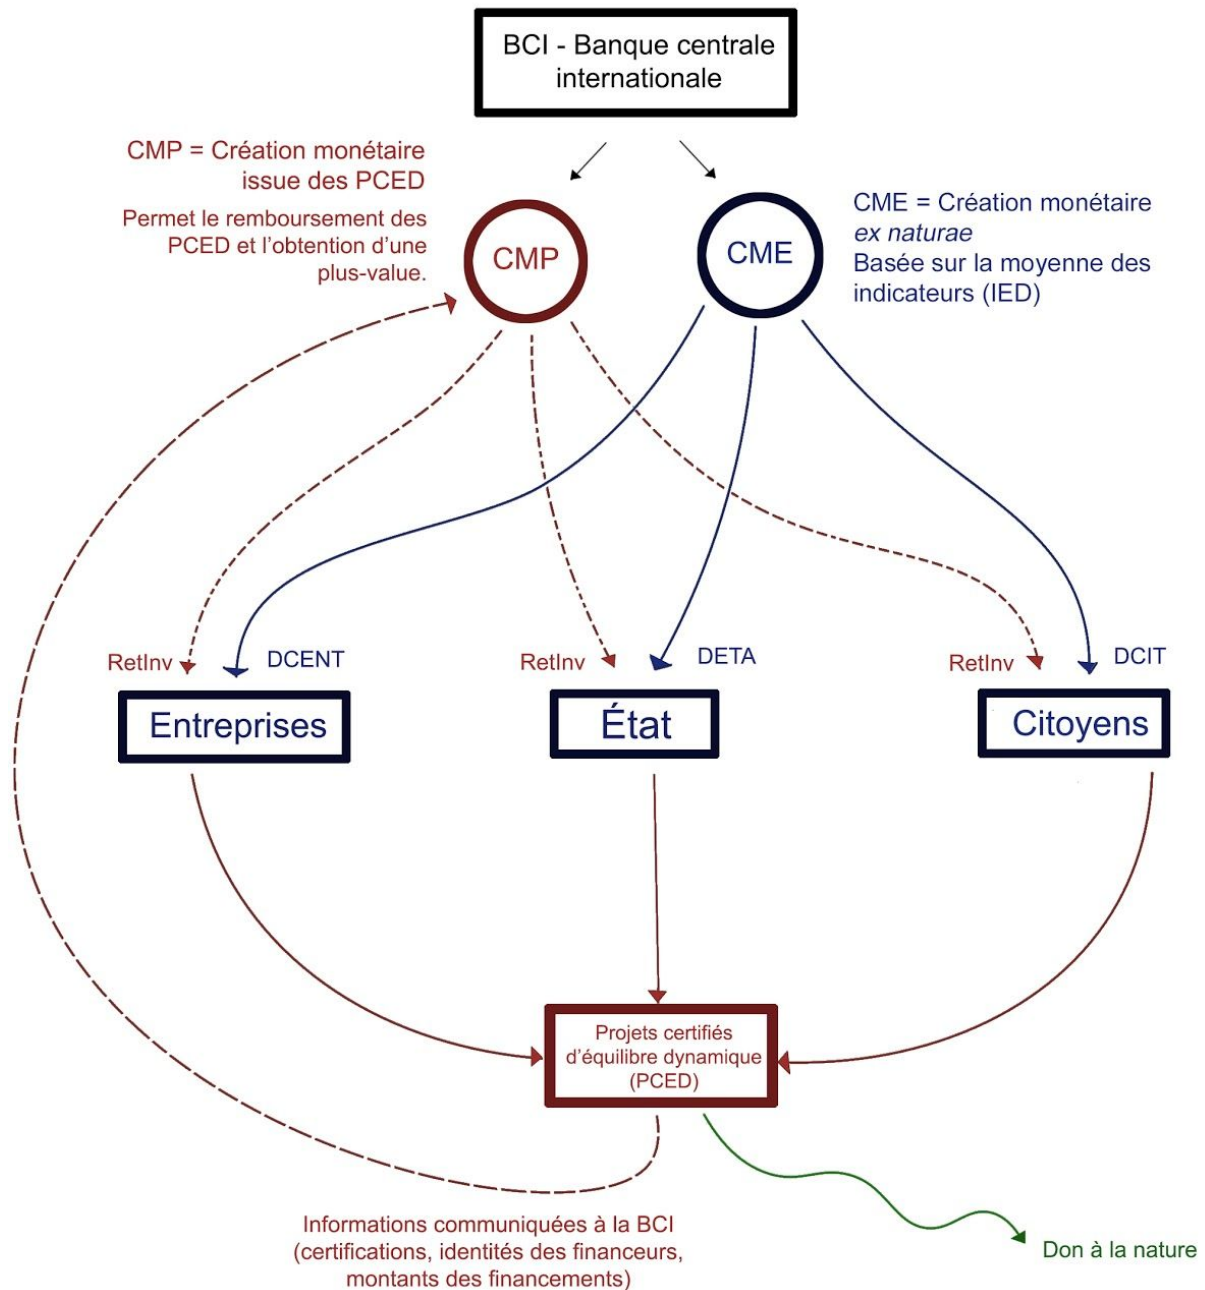 BCI - Banque centrale
internationale
CMP = Création monétaire
issue des PCED
Permet le remboursement des
PCED et l'obtention d'une
plus-value.
CMP
CME
CME = Création monétaire
ex naturae
Basée sur la moyenne des
indicateurs (IED)
RetInv
DCENT
RetInv
DETA
RetInv
DCIT
Entreprises
État
Citoyens
Projets certifiés
d'équilibre dynamique
(PCED)
Informations communiquées à la BCI
(certifications, identités des financeurs,
montants des financements)
Don à la nature